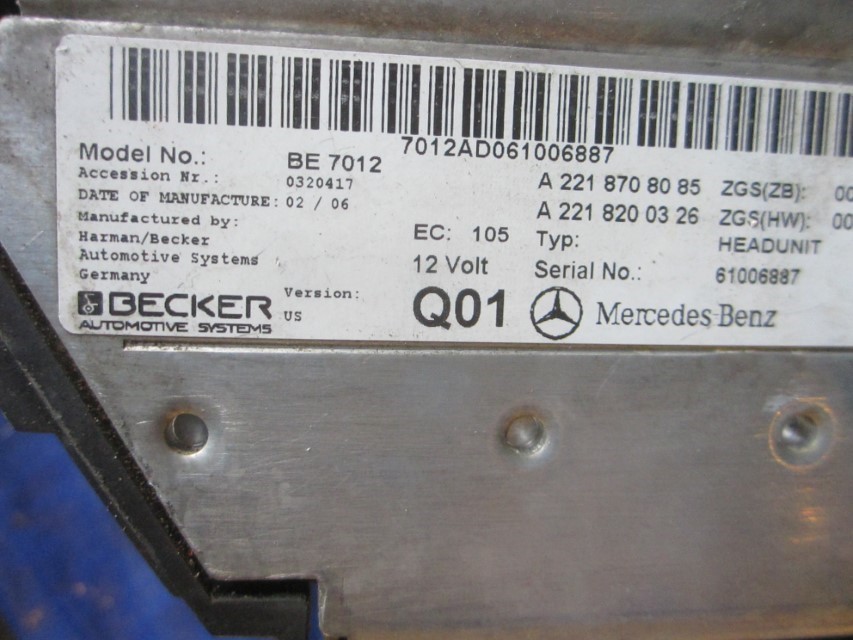 7012AD061006887
Model No.: BE 7012
Accession Nr.: 0320417
DATE OF MANUFACTURE: 02 / 06
Manufactured by:
Harman/Becker
Automotive Systems
Germany
BECKER
AUTOMOTIVE SYSTEMS
Version:
US
EC: 105
12 Volt
Q01
A 221 870 80 85 ZGS(ZB): 00
A 221 820 03 26 ZGS(HW): 00
Typ: HEADUNIT
Serial No.: 61006887
Mercedes-Benz